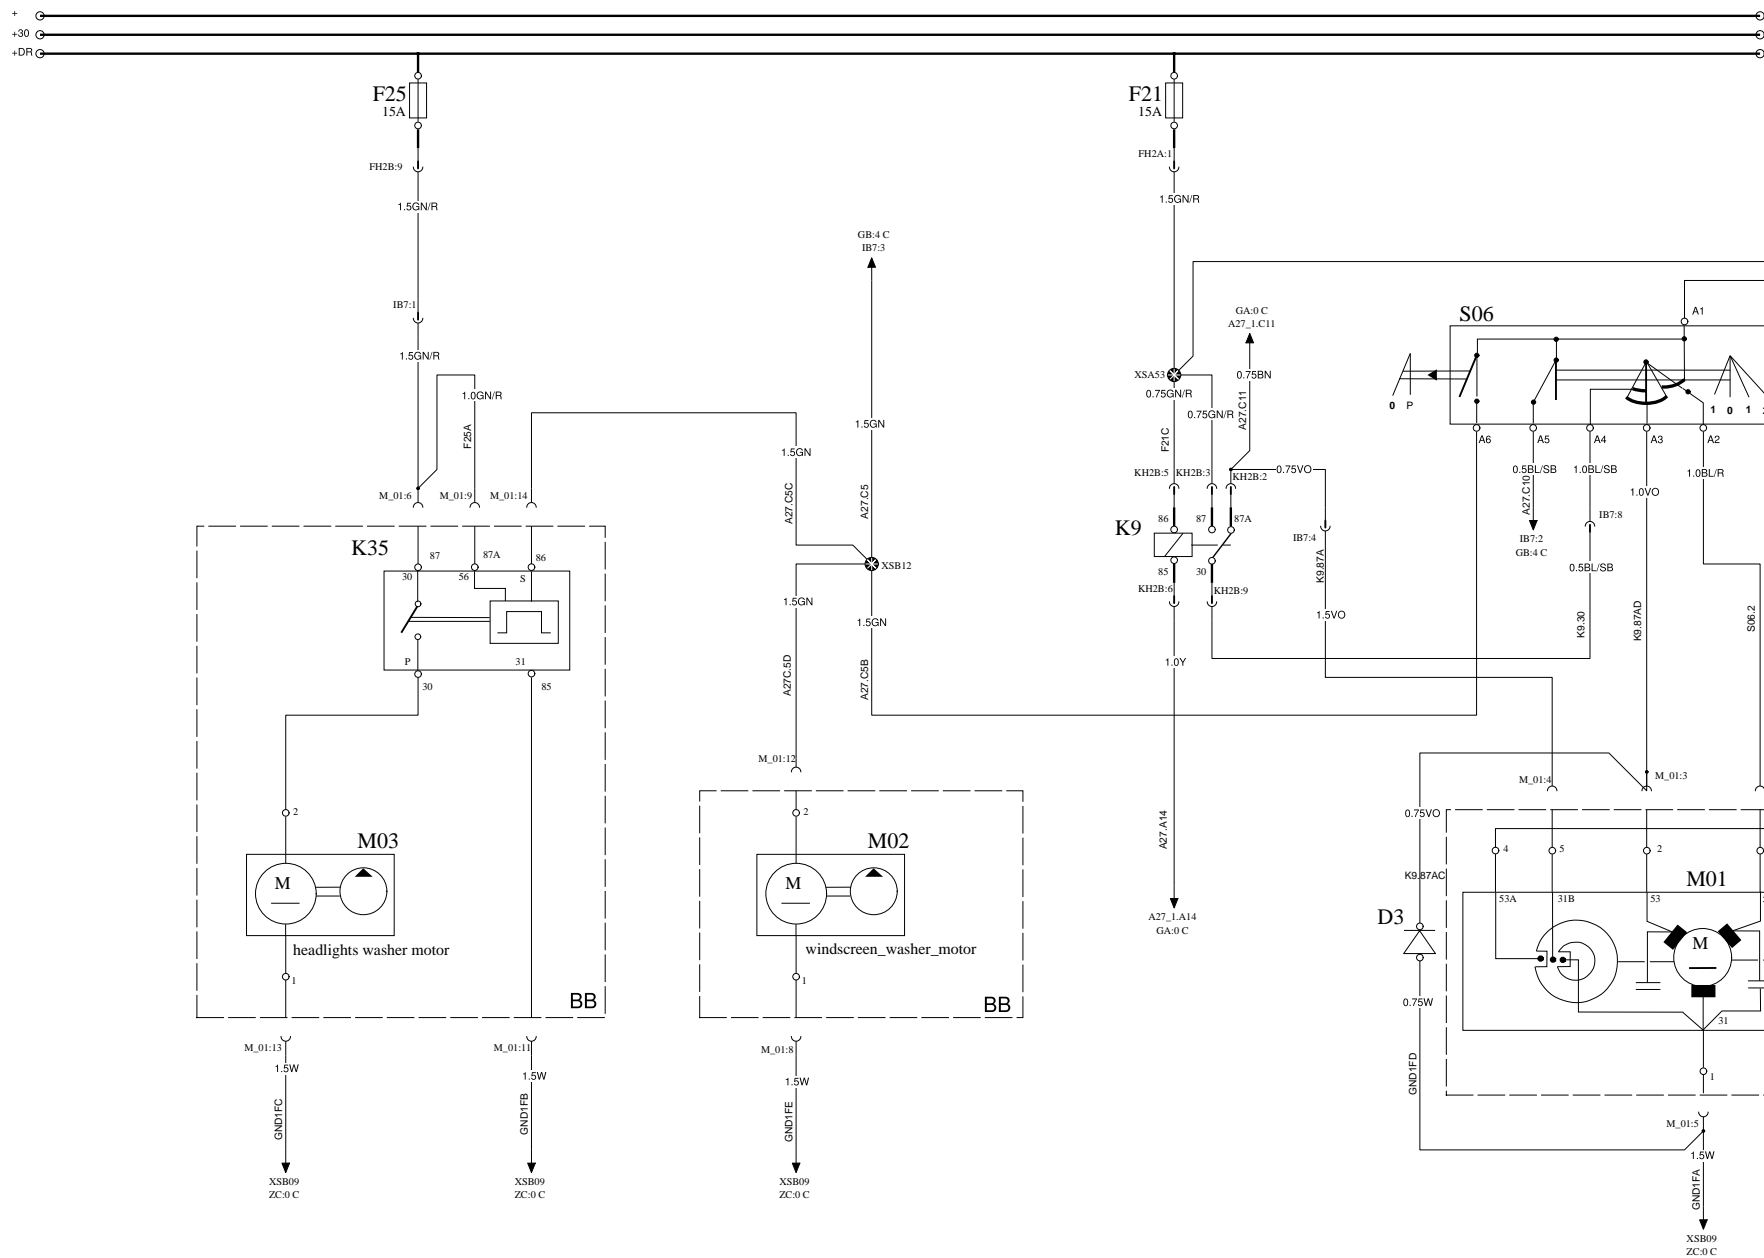 +
+30
+DR
F25
15A
F21
15A
FH2B:9
FH2A:1
1.5GN/R
1.5GN/R
GB:4 C
IB7:3
IB7:1
GA:0 C
A27_1.C11
S06
A1
1.5GN/R
XSA53
0.75BN
1.0GN/R
0.75GN/R
0.75GN/R
A27.C11
0 P
1 0 1
F25A
1.5GN
1.5GN
F21C
A6
A5
A4
A3
A2
KH2B:5
KH2B:3
KH2B:2
0.75VO
0.5BL/SB
1.0BL/SB
1.0BL/R
M_01:6
M_01:9
M_01:14
A27.C5C
A27.C5
A27.C10
1.0VO
86
87
87A
K9
IB7:8
IB7:4
IB7:2
GB:4 C
K35
87
87A
86
30
56
S
XSB12
K9.87A
0.5BL/SB
85
30
KH2B:6
KH2B:9
1.5GN
1.5GN
1.5VO
K9.30
K9.87AD
S06.2
P
31
30
85
A27C.5D
A27.C5B
1.0Y
M_01:12
M_01:4
M_01:3
2
2
0.75VO
A27.A14
M03
M02
4
5
2
M
M
K9.87AC
M01
53A
31B
53
A27_1.A14
GA:0 C
D3
M
headlights washer motor
windscreen_washer_motor
1
1
BB
BB
0.75W
31
M_01:13
M_01:11
M_01:8
1.5W
1.5W
1.5W
GND1FD
1
GND1FC
GND1FB
GND1FE
M_01:5
1.5W
XSB09
ZC:0 C
XSB09
ZC:0 C
XSB09
ZC:0 C
GND1FA
XSB09
ZC:0 C